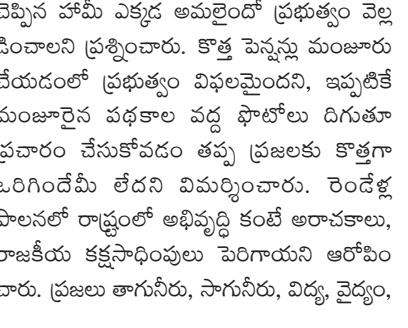 చెప్పిన హామీ ఎక్కడ అమలైందో ప్రభుత్వం వెల్ల
డించాలని ప్రశ్నించారు. కొత్త పెన్షన్లు మంజూరు
చేయడంలో ప్రభుత్వం విఫలమైందని, ఇప్పటికే
మంజూరైన పథకాల వద్ద ఫొటోలు దిగుతూ
ప్రచారం చేసుకోవడం తప్ప ప్రజలకు కొత్తగా
ఒరిగిందేమీ లేదని విమర్శించారు. రెండేళ్ల
పాలనలో రాష్ట్రంలో అభివృద్ధి కంటే అరాచకాలు,
రాజకీయ కక్షసాధింపులు పెరిగాయని ఆరోపిం
చారు. ప్రజలు తాగునీరు, సాగునీరు, విద్య, వైద్యం,